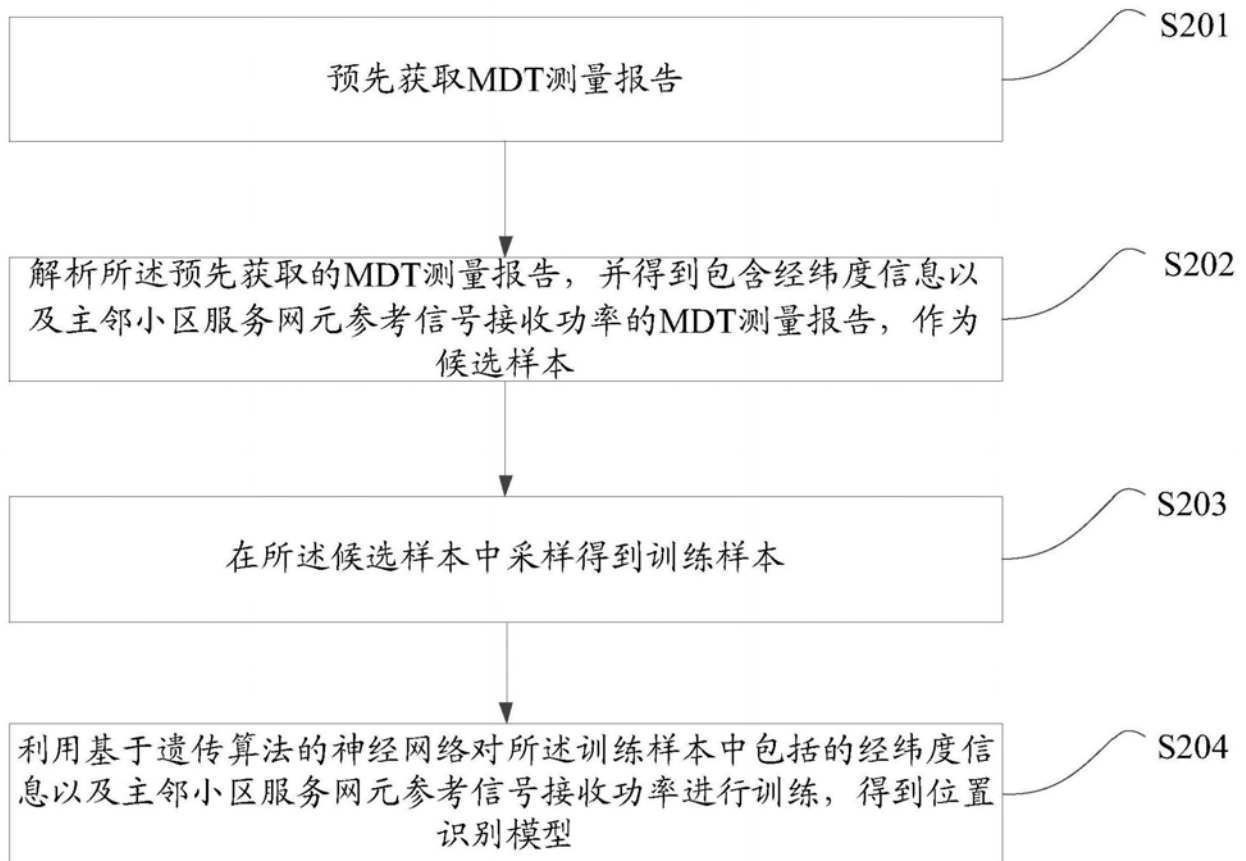 S201
预先获取MDT测量报告
S202
解析所述预先获取的MDT测量报告，并得到包含经纬度信息以
及主邻小区服务网元参考信号接收功率的MDT测量报告，作为
候选样本
S203
在所述候选样本中采样得到训练样本
S204
利用基于遗传算法的神经网络对所述训练样本中包括的经纬度信
息以及主邻小区服务网元参考信号接收功率进行训练，得到位置
识别模型